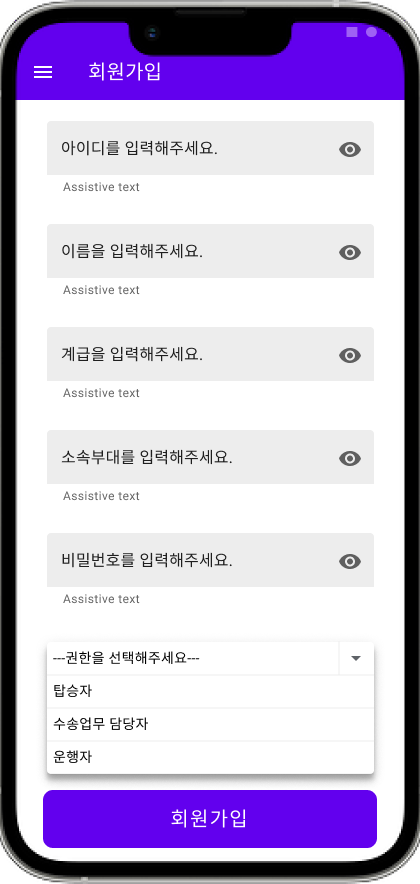 회원가입
아이디를 입력해주세요.
Assistive text
이름을 입력해주세요.
Assistive text
계급을 입력해주세요.
Assistive text
소속부대를 입력해주세요.
Assistive text
비밀번호를 입력해주세요.
Assistive text
---권한을 선택해주세요---
탑승자
수송업무 담당자
운행자
회원가입